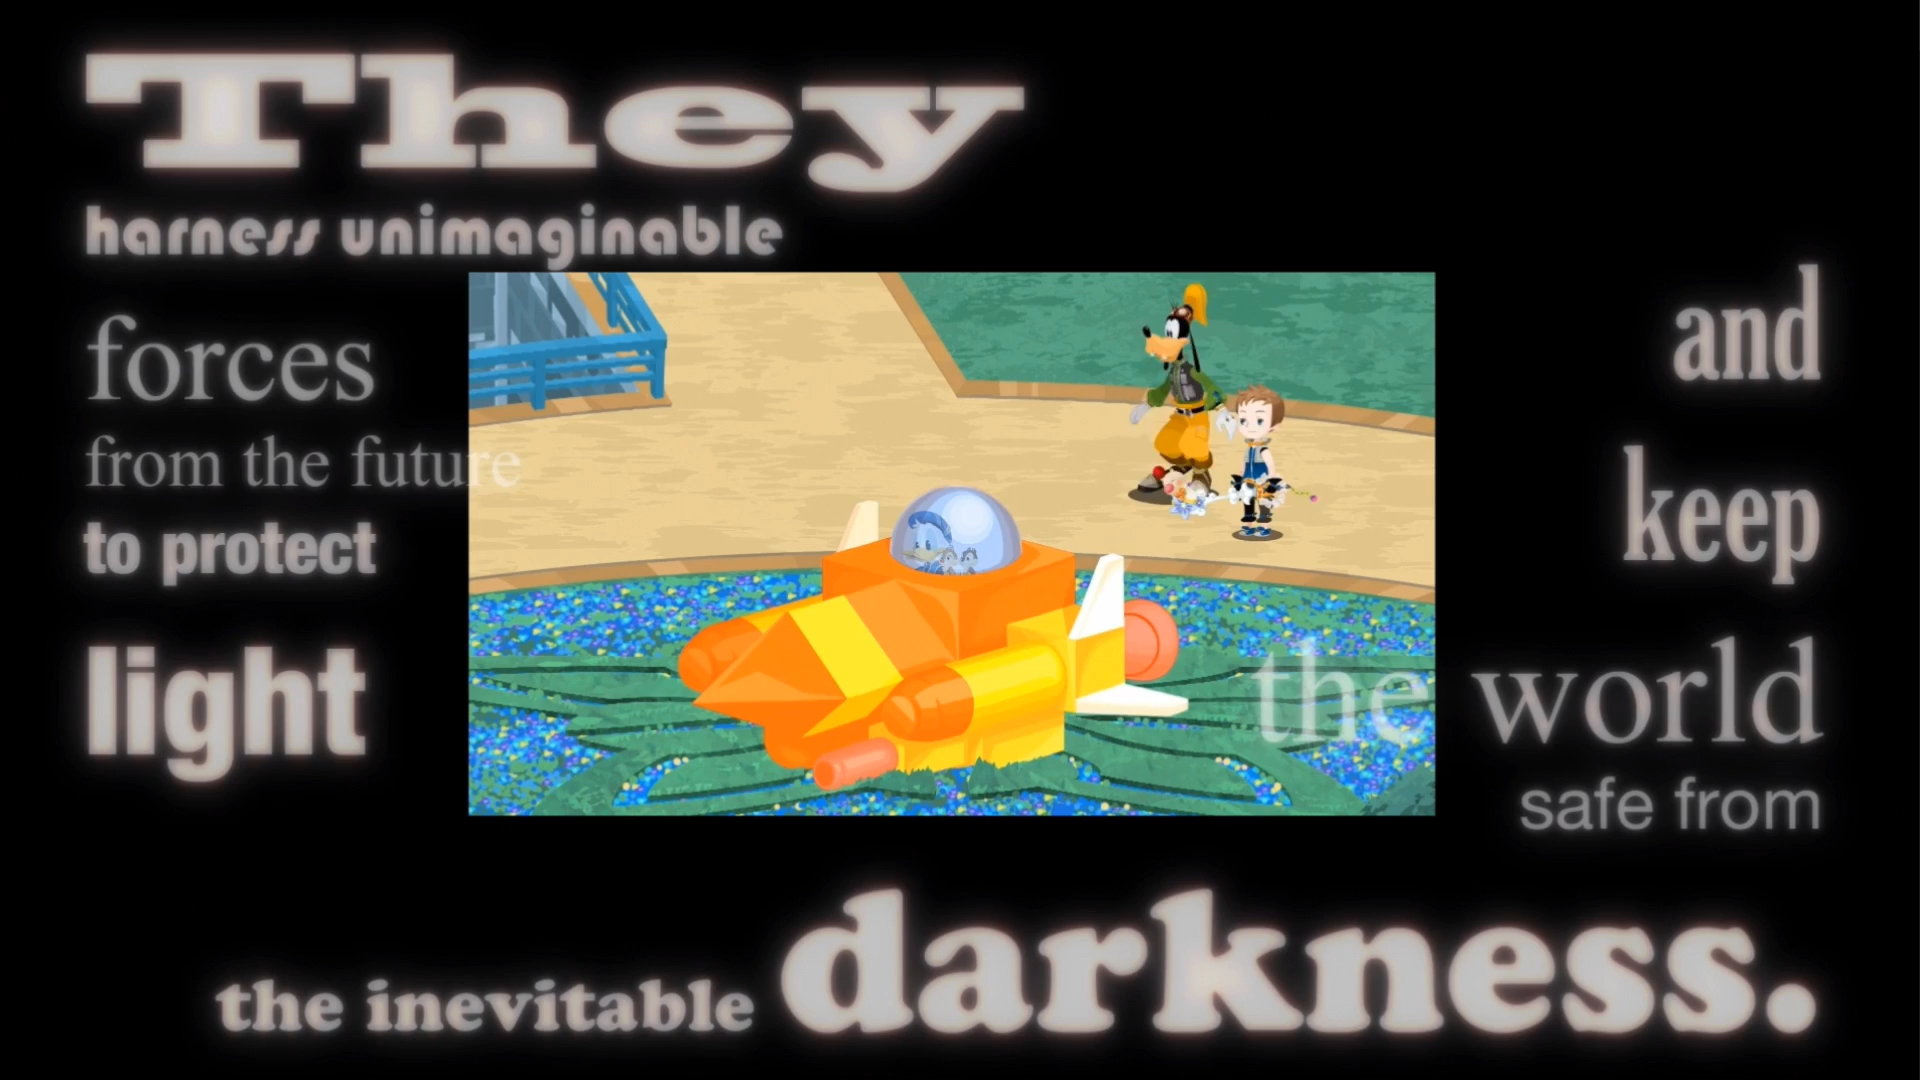 They
harness unimaginable
forces
from the future
to protect
light
and
keep
the world
safe from
the inevitable darkness.